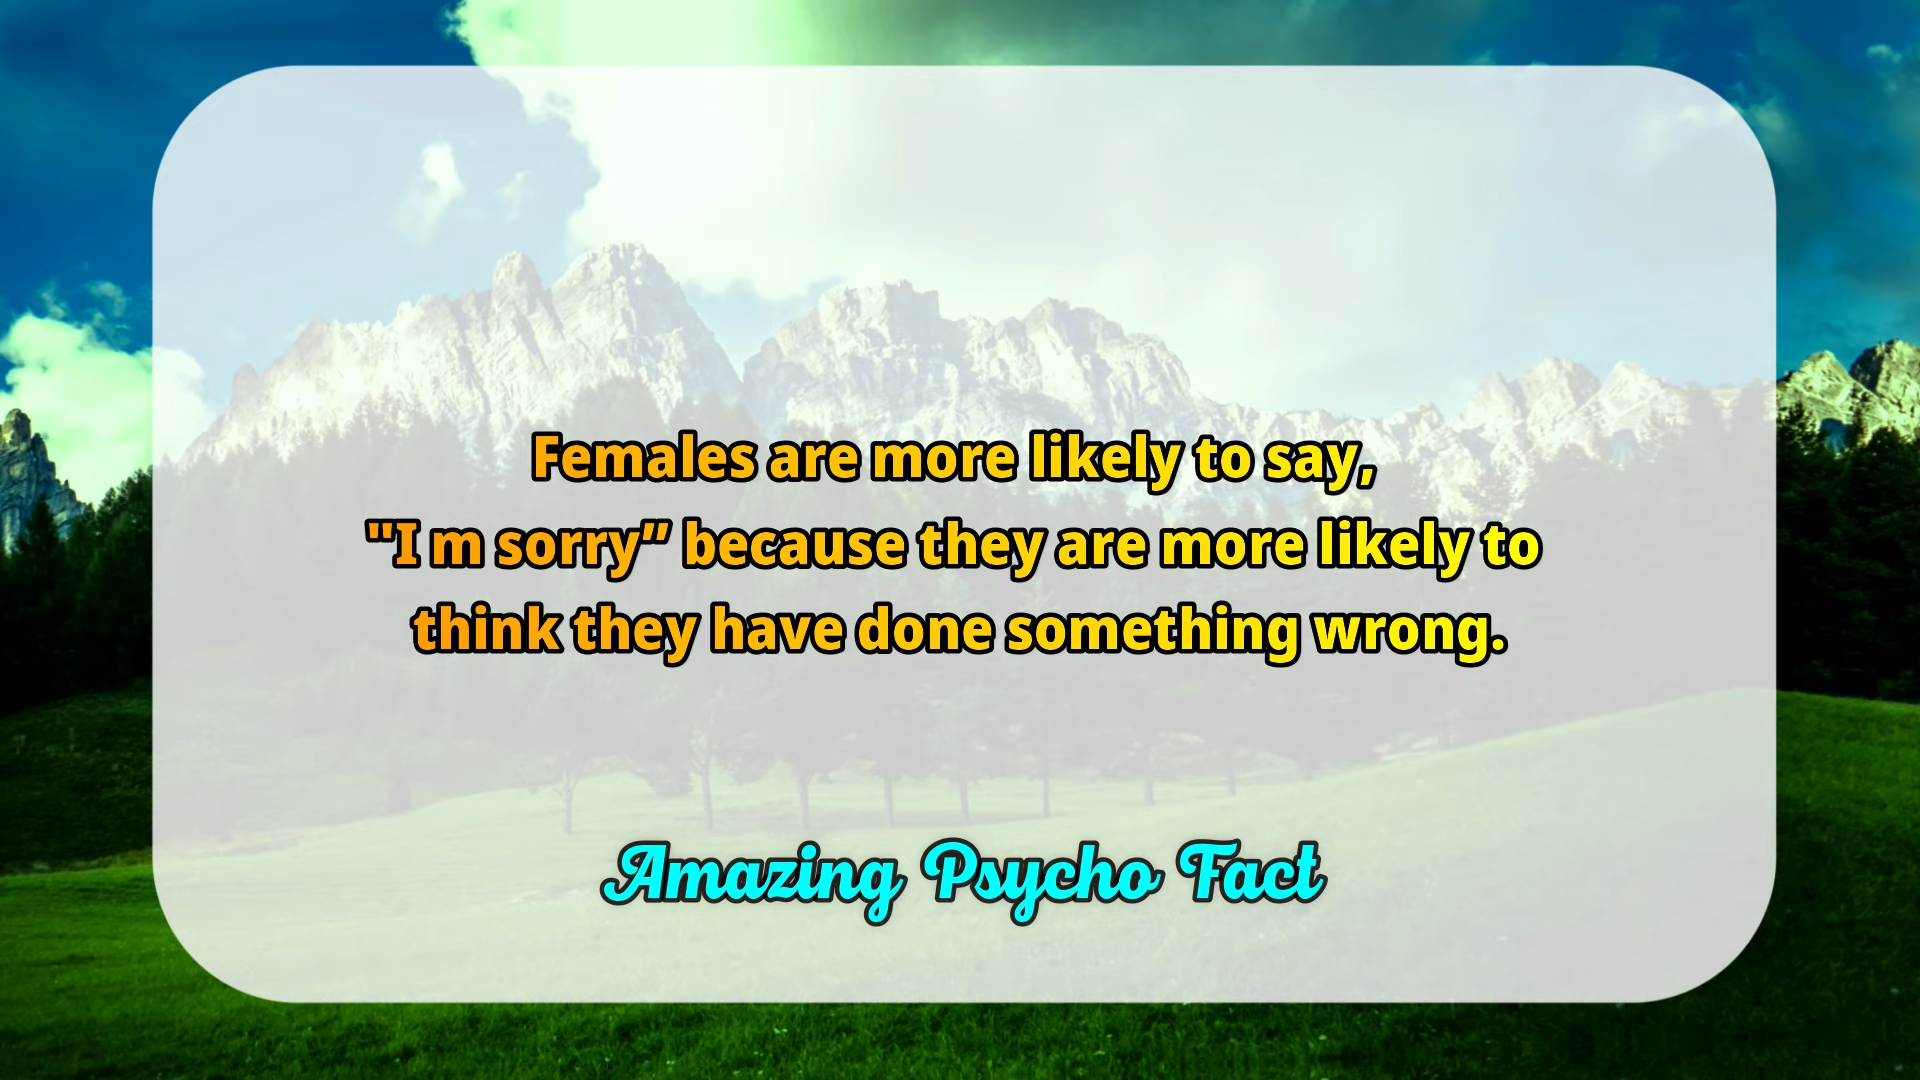 Females are more likely to say,
"I m sorry” because they are more likely to
think they have done something wrong.
Amazing Psycho Fact